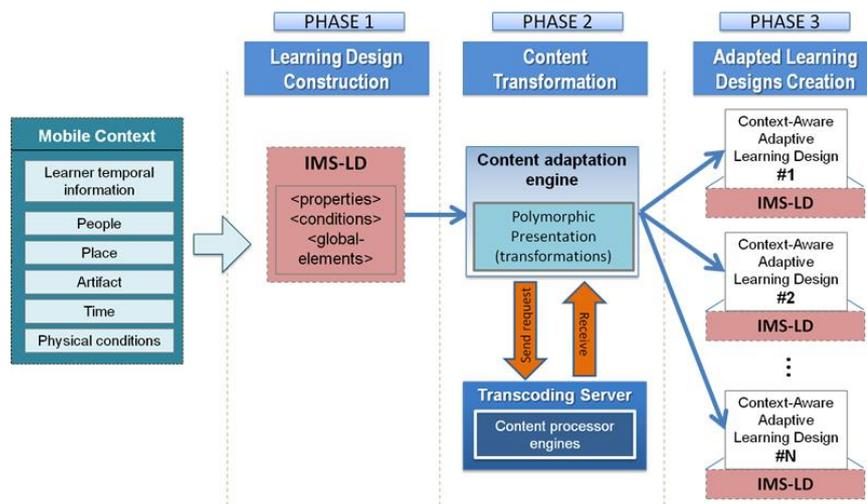 PHASE 1
PHASE 2
PHASE 3
Learning Design
Construction
Content
Transformation
Adapted Learning
Designs Creation
Mobile Context
Learner temporal
information
People
Place
Artifact
Time
Physical conditions
IMS-LD
<properties>
<conditions>
<global-
elements>
Content adaptation
engine
Polymorphic
Presentation
(transformations)
Send request
Receive
Transcoding Server
Content processor
engines
Context-Aware
Adaptive
Learning Design
#1
IMS-LD
Context-Aware
Adaptive
Learning Design
#2
IMS-LD
...
Context-Aware
Adaptive
Learning Design
#N
IMS-LD